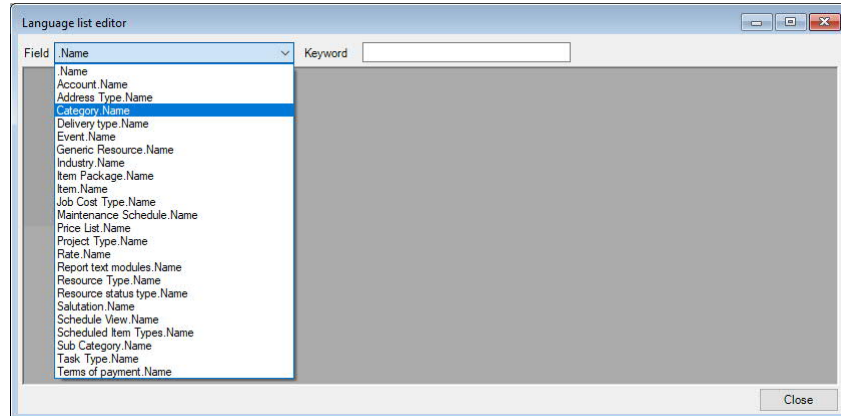 Language list editor
Field .Name Keyword
.Name
Account.Name
Address Type.Name
Category.Name
Delivery type.Name
Event.Name
Generic Resource.Name
Industry.Name
Item Package.Name
Item.Name
Job Cost Type.Name
Maintenance Schedule.Name
Price List.Name
Project Type.Name
Rate.Name
Report text modules.Name
Resource Type.Name
Resource status type.Name
Salutation.Name
Schedule View.Name
Scheduled Item Types.Name
Sub Category.Name
Task Type.Name
Terms of payment.Name
Close